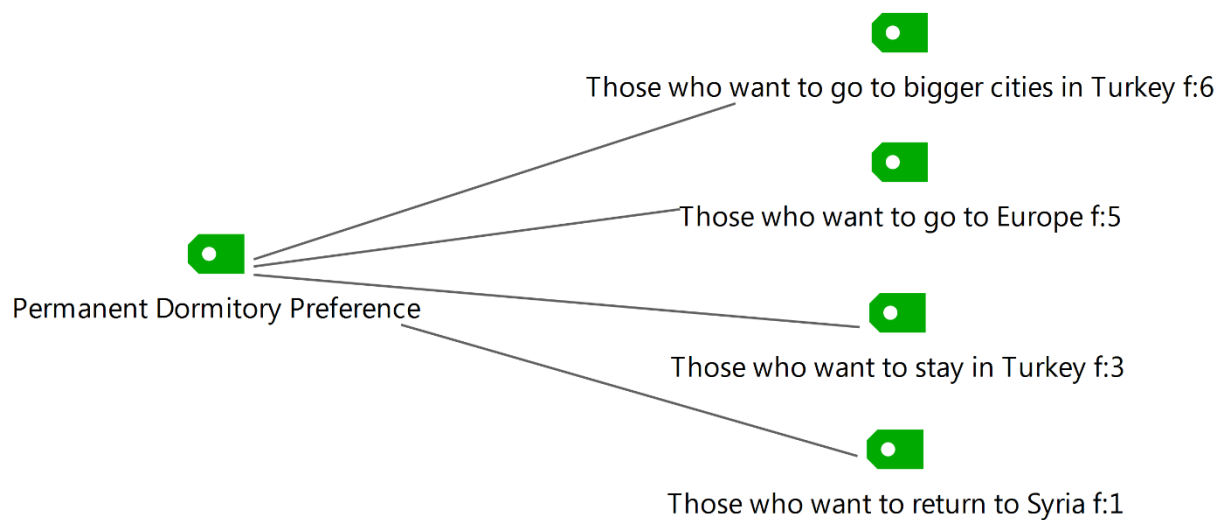 Those who want to go to bigger cities in Turkey f:6
Those who want to go to Europe f:5
Permanent Dormitory Preference
Those who want to stay in Turkey f:3
Those who want to return to Syria f:1